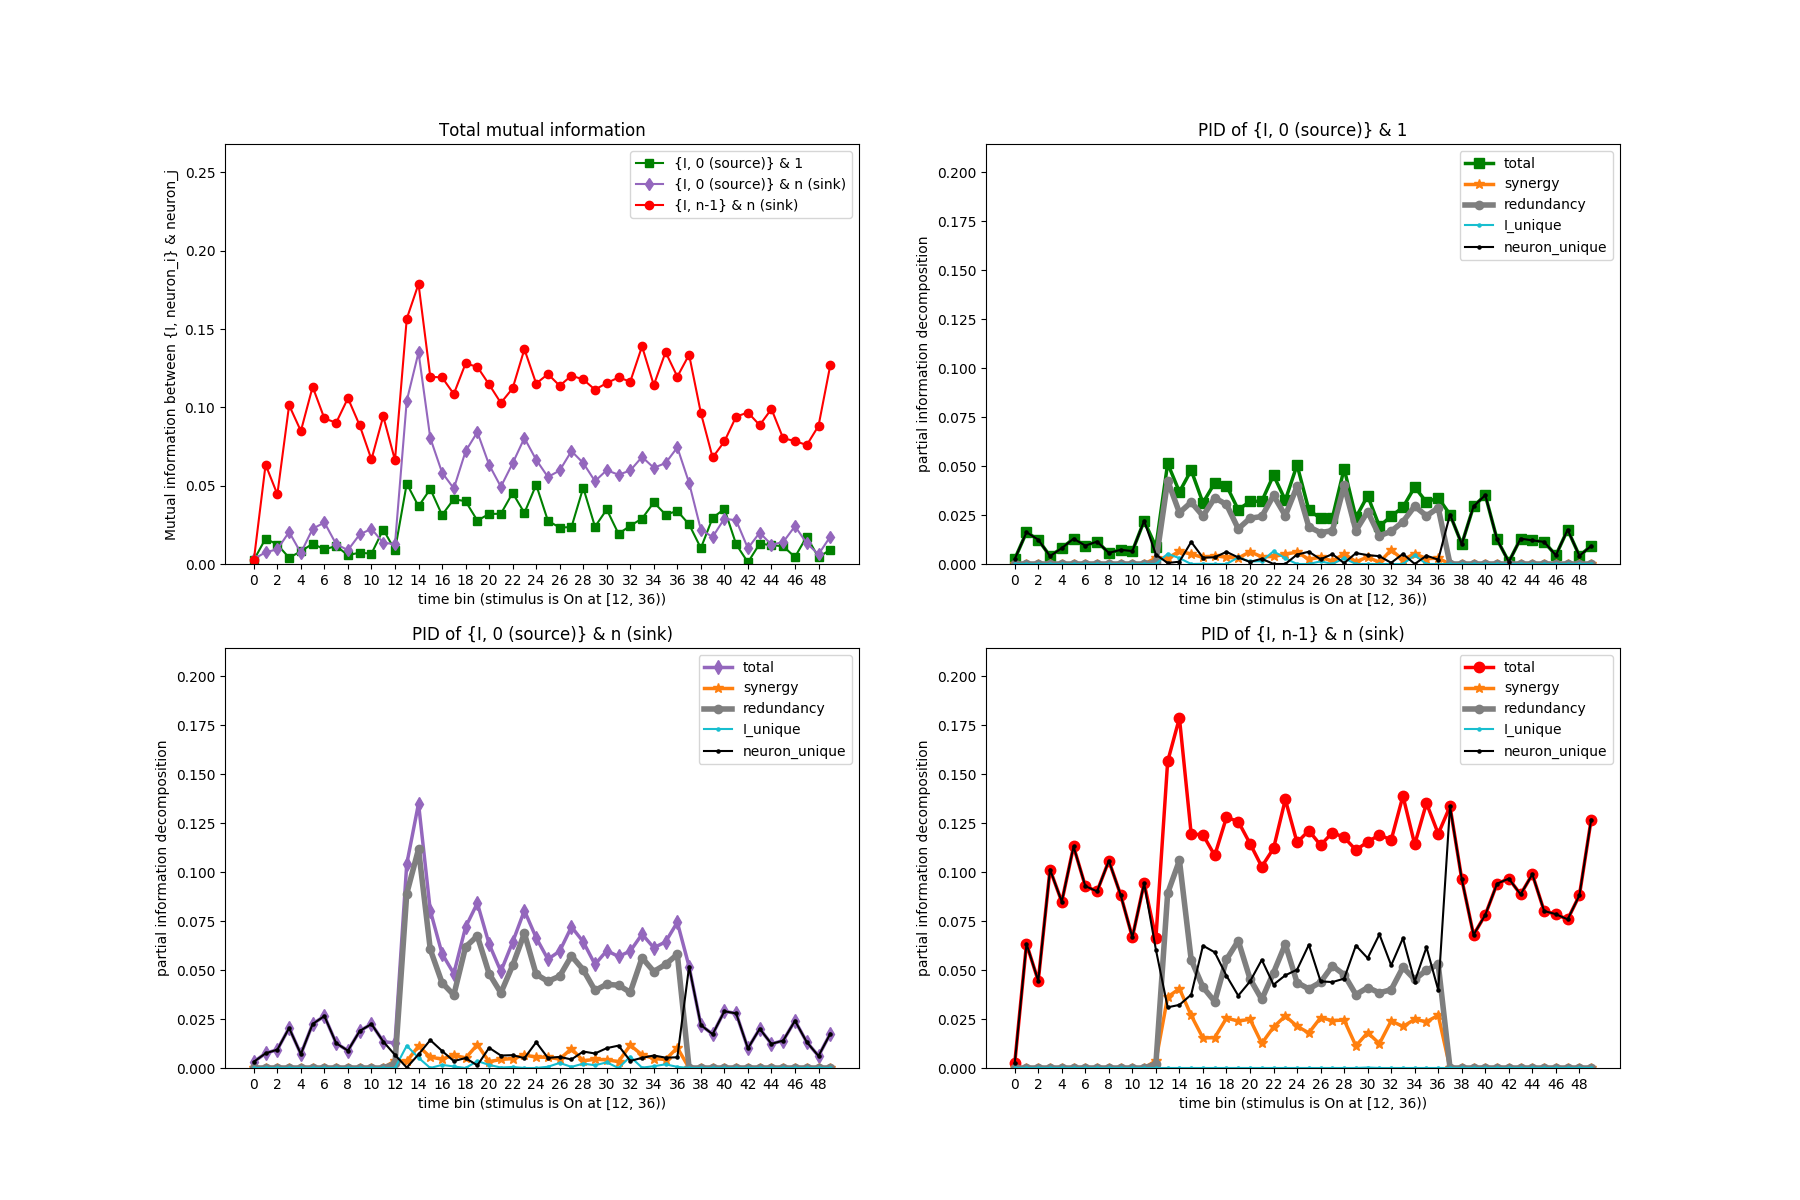 Total mutual information
Mutual information between {I, neuron_i} & neuron_j
0.25
0.20
0.15
0.10
0.05
0.00
{I, 0 (source)} & 1
{I, 0 (source)} & n (sink)
{I, n-1} & n (sink)
0 2 4 6 8 10 12 14 16 18 20 22 24 26 28 30 32 34 36 38 40 42 44 46 48
time bin (stimulus is On at [12, 36))
PID of {I, 0 (source)} & 1
partial information decomposition
0.200
0.175
0.150
0.125
0.100
0.075
0.050
0.025
0.000
total
synergy
redundancy
I_unique
neuron_unique
0 2 4 6 8 10 12 14 16 18 20 22 24 26 28 30 32 34 36 38 40 42 44 46 48
time bin (stimulus is On at [12, 36))
PID of {I, 0 (source)} & n (sink)
partial information decomposition
0.200
0.175
0.150
0.125
0.100
0.075
0.050
0.025
0.000
total
synergy
redundancy
I_unique
neuron_unique
0 2 4 6 8 10 12 14 16 18 20 22 24 26 28 30 32 34 36 38 40 42 44 46 48
time bin (stimulus is On at [12, 36))
PID of {I, n-1} & n (sink)
partial information decomposition
0.200
0.175
0.150
0.125
0.100
0.075
0.050
0.025
0.000
total
synergy
redundancy
I_unique
neuron_unique
0 2 4 6 8 10 12 14 16 18 20 22 24 26 28 30 32 34 36 38 40 42 44 46 48
time bin (stimulus is On at [12, 36))